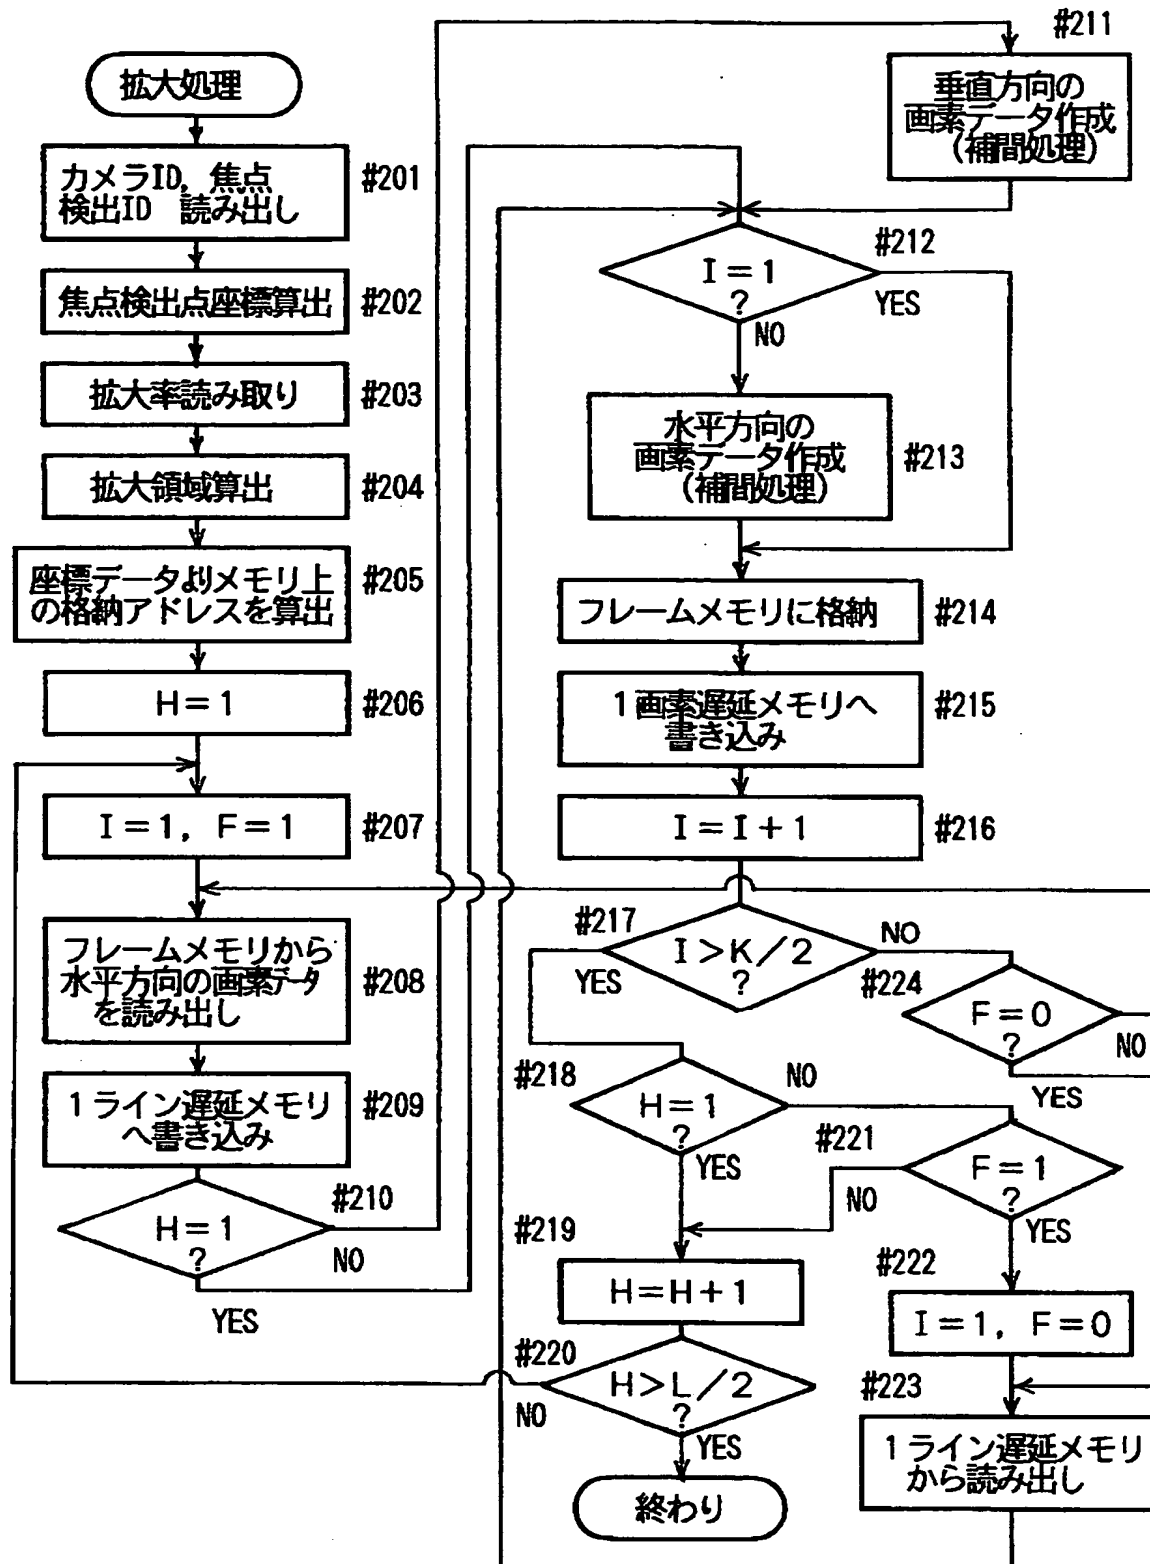 拡大処理
カメラID, 焦点
検出ID 読み出し
#201
焦点検出点座標算出
#202
拡大率読み取り
#203
拡大領域算出
#204
座標データよりメモリ上
の格納アドレスを算出
#205
H=1
#206
I=1, F=1
#207
フレームメモリから
水平方向の画素データ
を読み出し
#208
1ライン遅延メモリ
へ書き込み
#209
#210
H=1
?
NO
YES
#211
垂直方向の
画素データ作成
(補間処理)
#212
I=1
?
YES
NO
水平方向の
画素データ作成
(補間処理)
#213
フレームメモリに格納
#214
1画素遅延メモリへ
書き込み
#215
I=I+1
#216
#217
I>K/2
?
YES
NO
#224
F=0
?
NO
YES
#218
H=1
?
NO
YES
#221
F=1
?
NO
YES
#219
H=H+1
#222
I=1, F=0
#220
H>L/2
?
NO
YES
#223
1ライン遅延メモリ
から読み出し
終わり